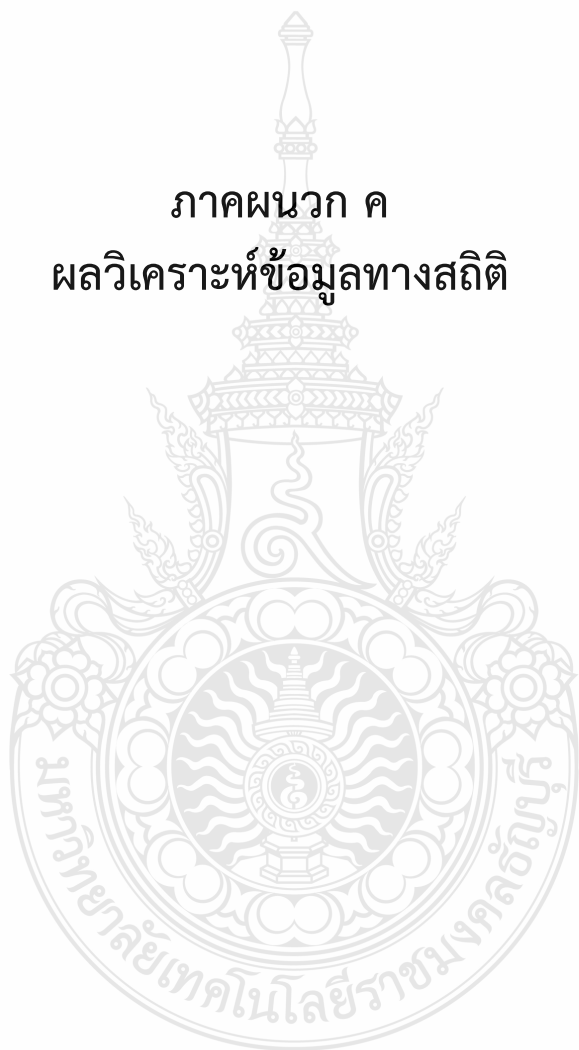 ภาคผนวก ค
ผลวิเคราะห์ข้อมูลทางสถิติ
มหาวิทยาลัยเทคโนโลยีราชมงคลธัญบุรี